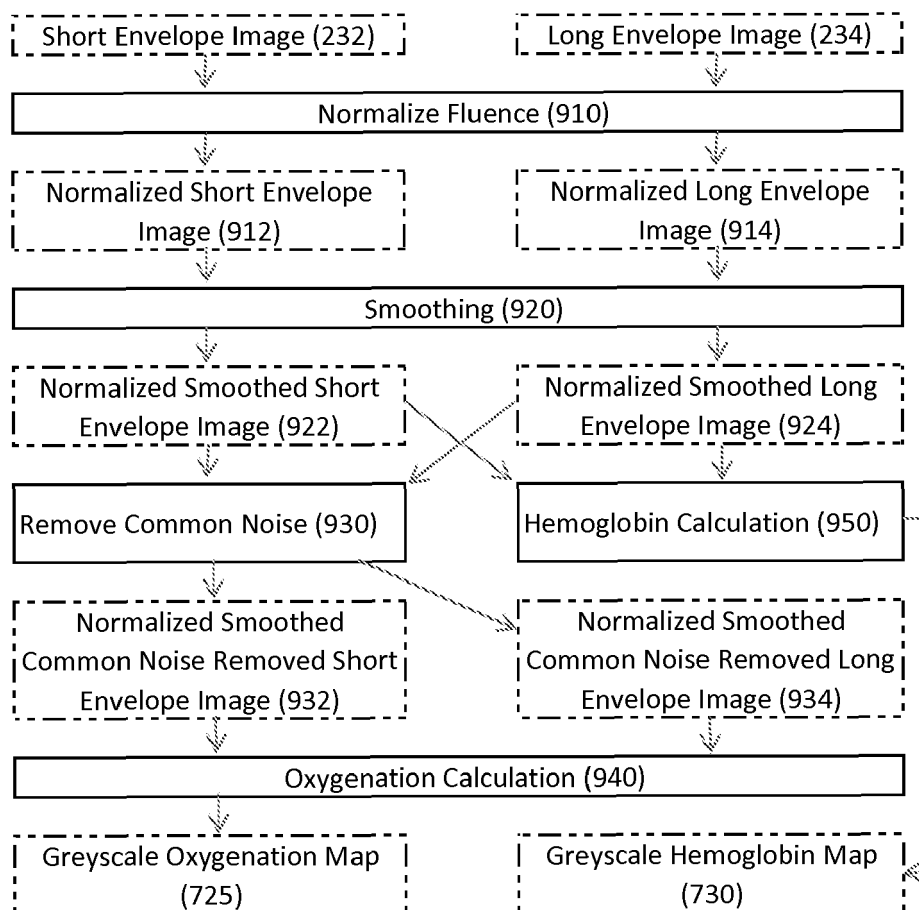 Short Envelope Image (232)
Long Envelope Image (234)
Normalize Fluence (910)
Normalized Short Envelope
Image (912)
Normalized Long Envelope
Image (914)
Smoothing (920)
Normalized Smoothed Short
Envelope Image (922)
Normalized Smoothed Long
Envelope Image (924)
Remove Common Noise (930)
Hemoglobin Calculation (950)
Normalized Smoothed
Common Noise Removed Short
Envelope Image (932)
Normalized Smoothed
Common Noise Removed Long
Envelope Image (934)
Oxygenation Calculation (940)
Greyscale Oxygenation Map
(725)
Greyscale Hemoglobin Map
(730)